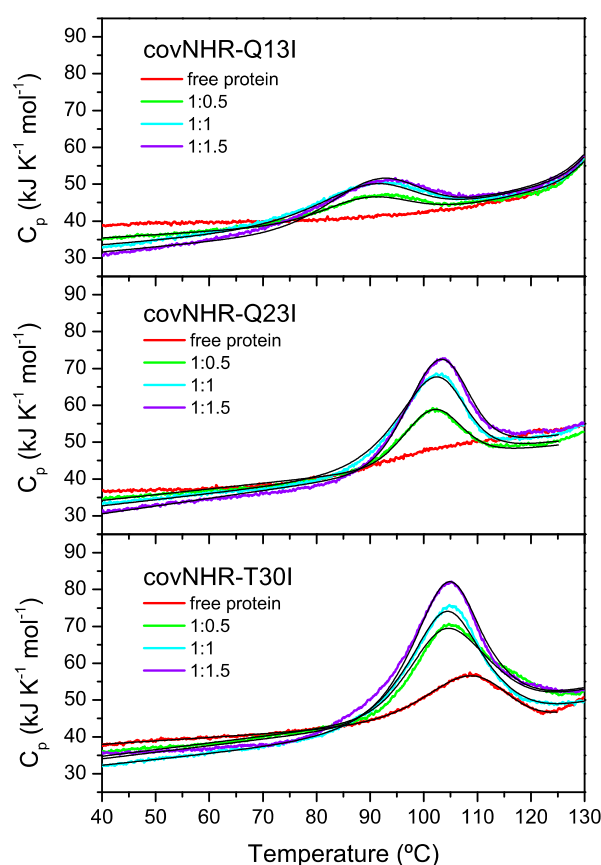 90
80
70
60
50
40
30
C_p (kJ K⁻¹ mol⁻¹)
covNHR-Q13I
free protein
1:0.5
1:1
1:1.5
90
80
70
60
50
40
30
C_p (kJ K⁻¹ mol⁻¹)
covNHR-Q23I
free protein
1:0.5
1:1
1:1.5
90
80
70
60
50
40
30
C_p (kJ K⁻¹ mol⁻¹)
covNHR-T30I
free protein
1:0.5
1:1
1:1.5
40 50 60 70 80 90 100 110 120 130
Temperature (ºC)